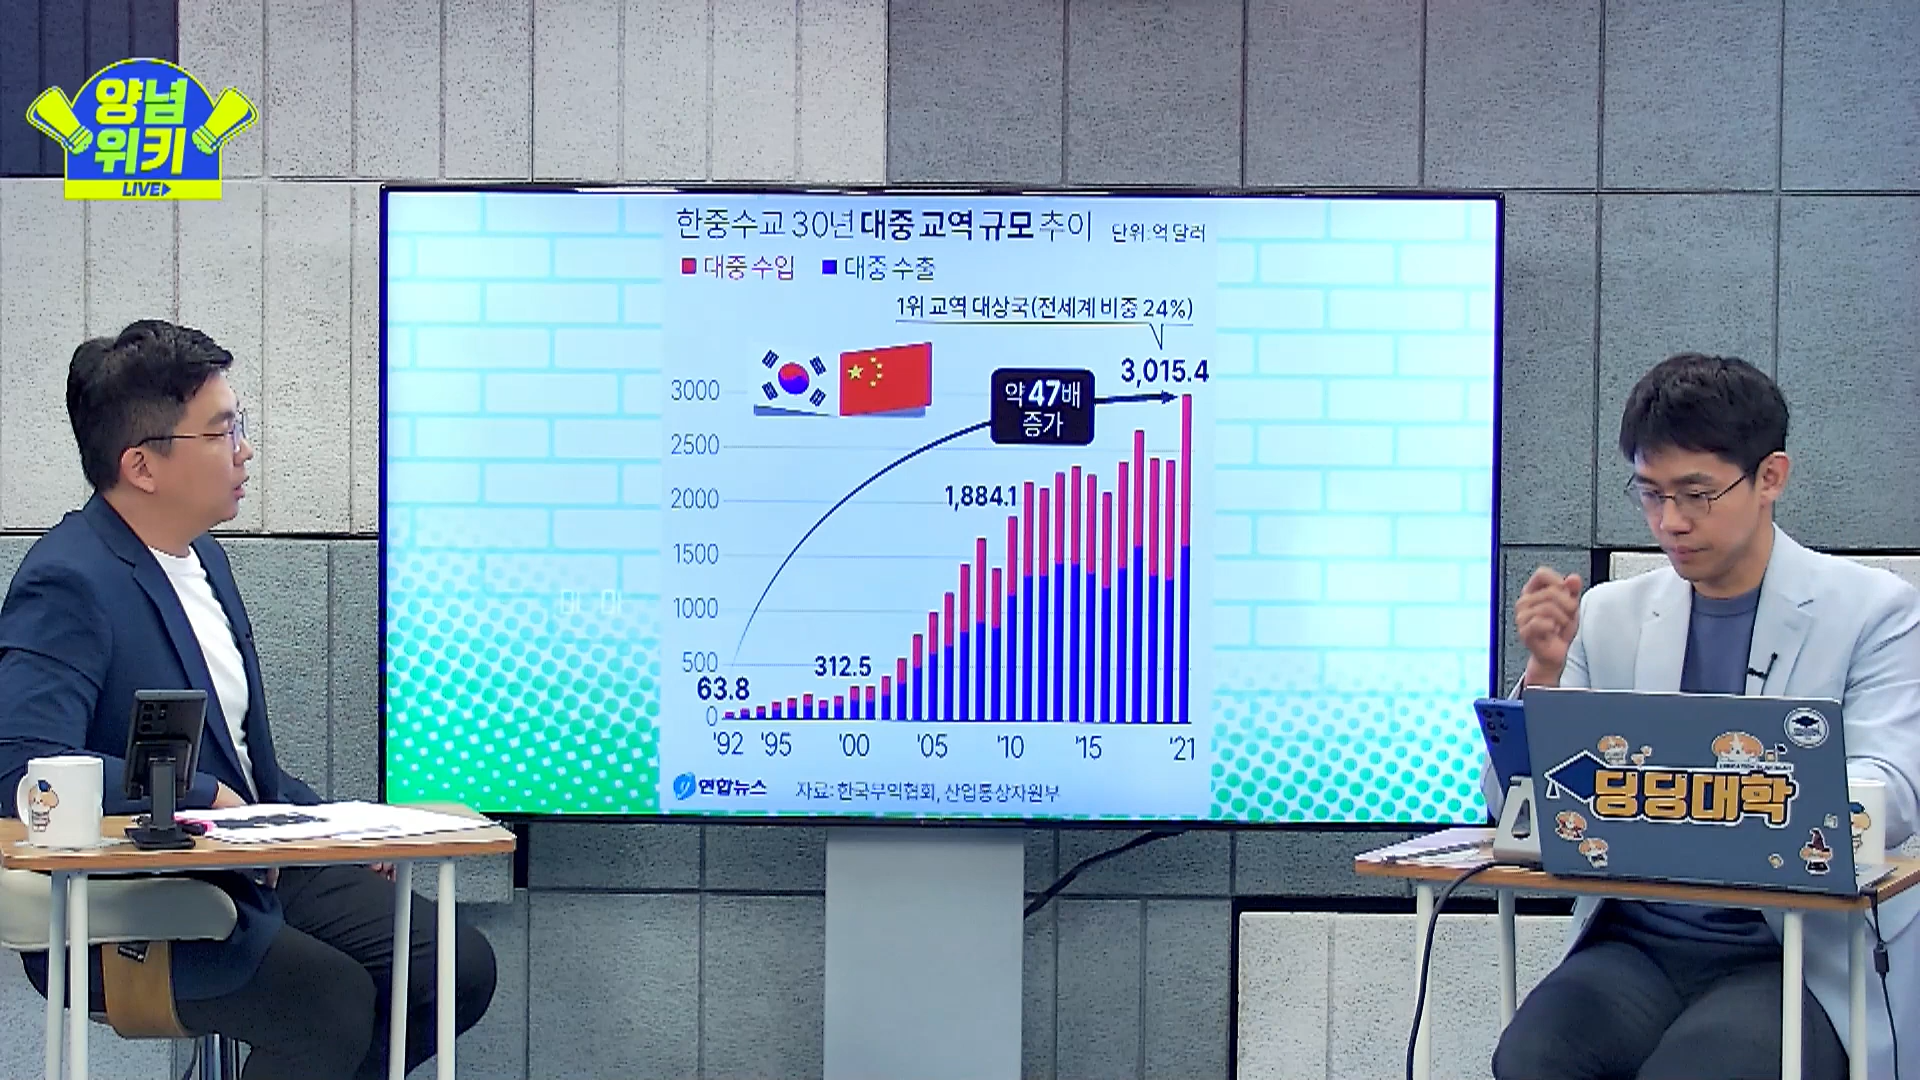 양념
위키
LIVE
한중수교 30년 대중 교역 규모 추이 단위:억 달러
대중 수입 대중 수출
1위 교역 대상국(전세계 비중 24%)
3,015.4
약 47배
증가
3000
2500
2000
1,884.1
1500
1000
500
312.5
63.8
0
'92 '95 '00 '05 '10 '15 '21
연합뉴스 자료: 한국무역협회, 산업통상자원부
딩딩대학